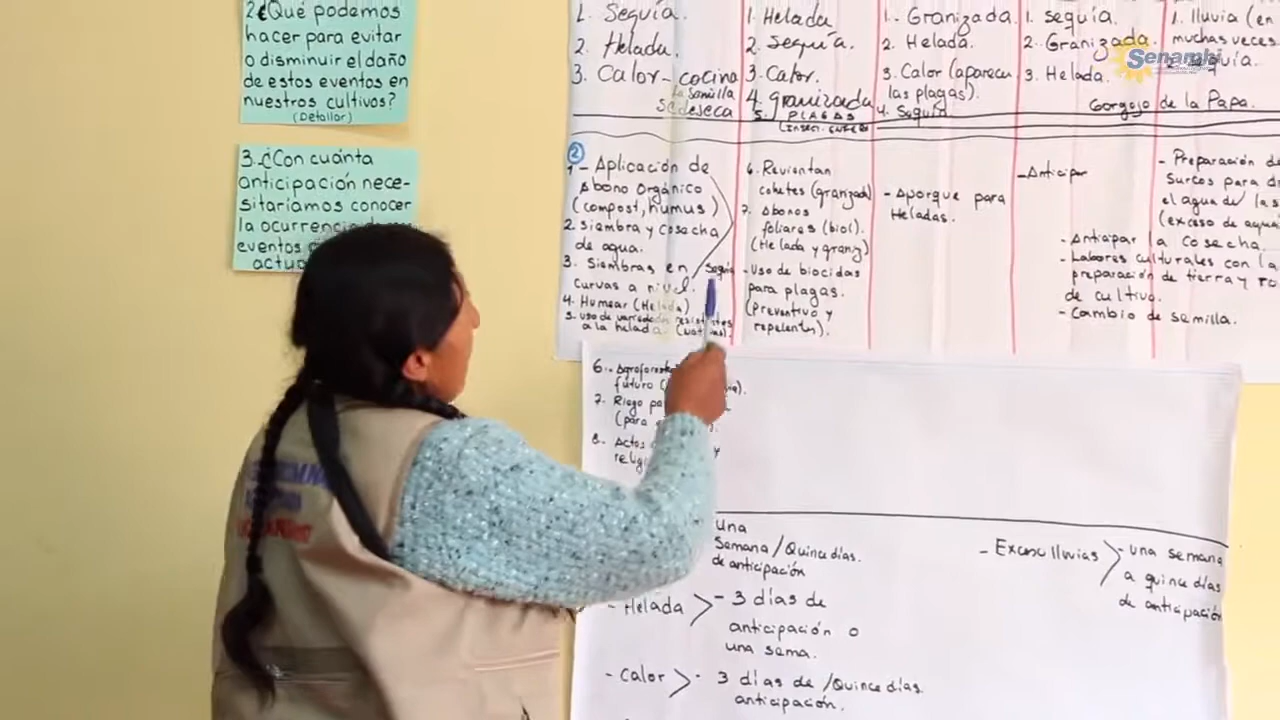 2 ¿Qué podemos
hacer para evitar
o disminuir el daño
de estos eventos en
nuestros cultivos?
(Detallar)
3. ¿Con cuánta
anticipación nece-
sitaríamos conocer
la ocurrencia
eventos
1. Sequía.
2. Helada.
3. Calor - cocina
la semilla
se deseca
1. Helada
2. Sequía.
3. Calor.
4. granizada
5. PLAGAS
1.- Granizada.
2. Helada.
3. Calor (aparecen
las plagas).
4. Sequía
1. sequía.
2. Granizada.
3. Helada.
1. lluvia (en
muchas veces
sequía.
Gorgojo de la Papa.
Senamhi
2
1 - Aplicación de
Abono Orgánico
(compost, humus)
2. siembra y cosecha
de agua.
3. Siembras en
curvas a nivel.
sequía
4. Humear (Helada)
5. uso de variedades
a la helada.
6. Revientan
cohetes (granizada)
7. Abonos
foliares (biol).
(Helada y graniz)
- Uso de biocidas
para plagas.
(Preventivo y
repelentes).
- Aporque para
Heladas.
- Anticipar
- Preparación de
surcos para
el agua de las
(exceso de agua
- Anticipar la cosecha.
- Labores culturales con la
preparación de tierra y
de cultivo.
- Cambio de semilla.
6.-
futuro
7. Riego
(para
8. Actos
una
Semana/Quince días.
de anticipación
- Helada > - 3 días de
anticipación o
una sema.
- Calor > - 3 días de /Quince días.
anticipación.
- Exceso lluvias > - una semana
a quince días
de anticipación